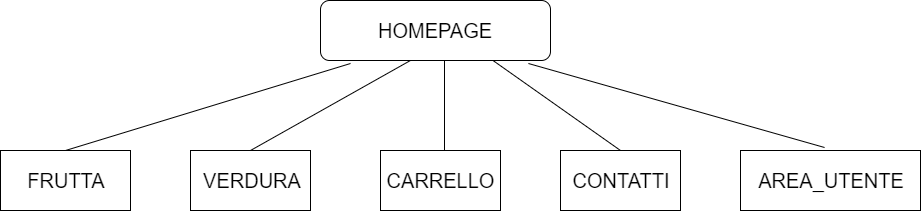 HOMEPAGE
FRUTTA
VERDURA
CARRELLO
CONTATTI
AREA_UTENTE